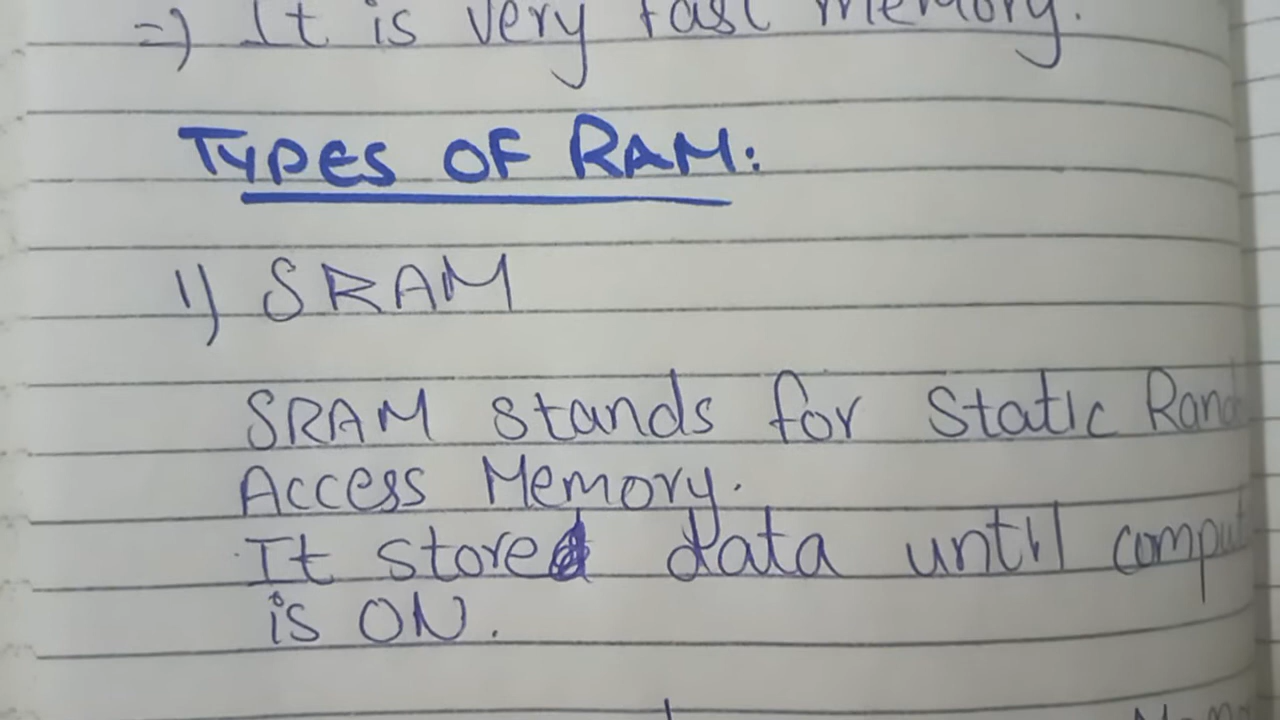 =) It is very fast memory.
TYPES OF RAM:
1) SRAM
SRAM stands for Static Rand
Access Memory.
It store data until comput
is ON.